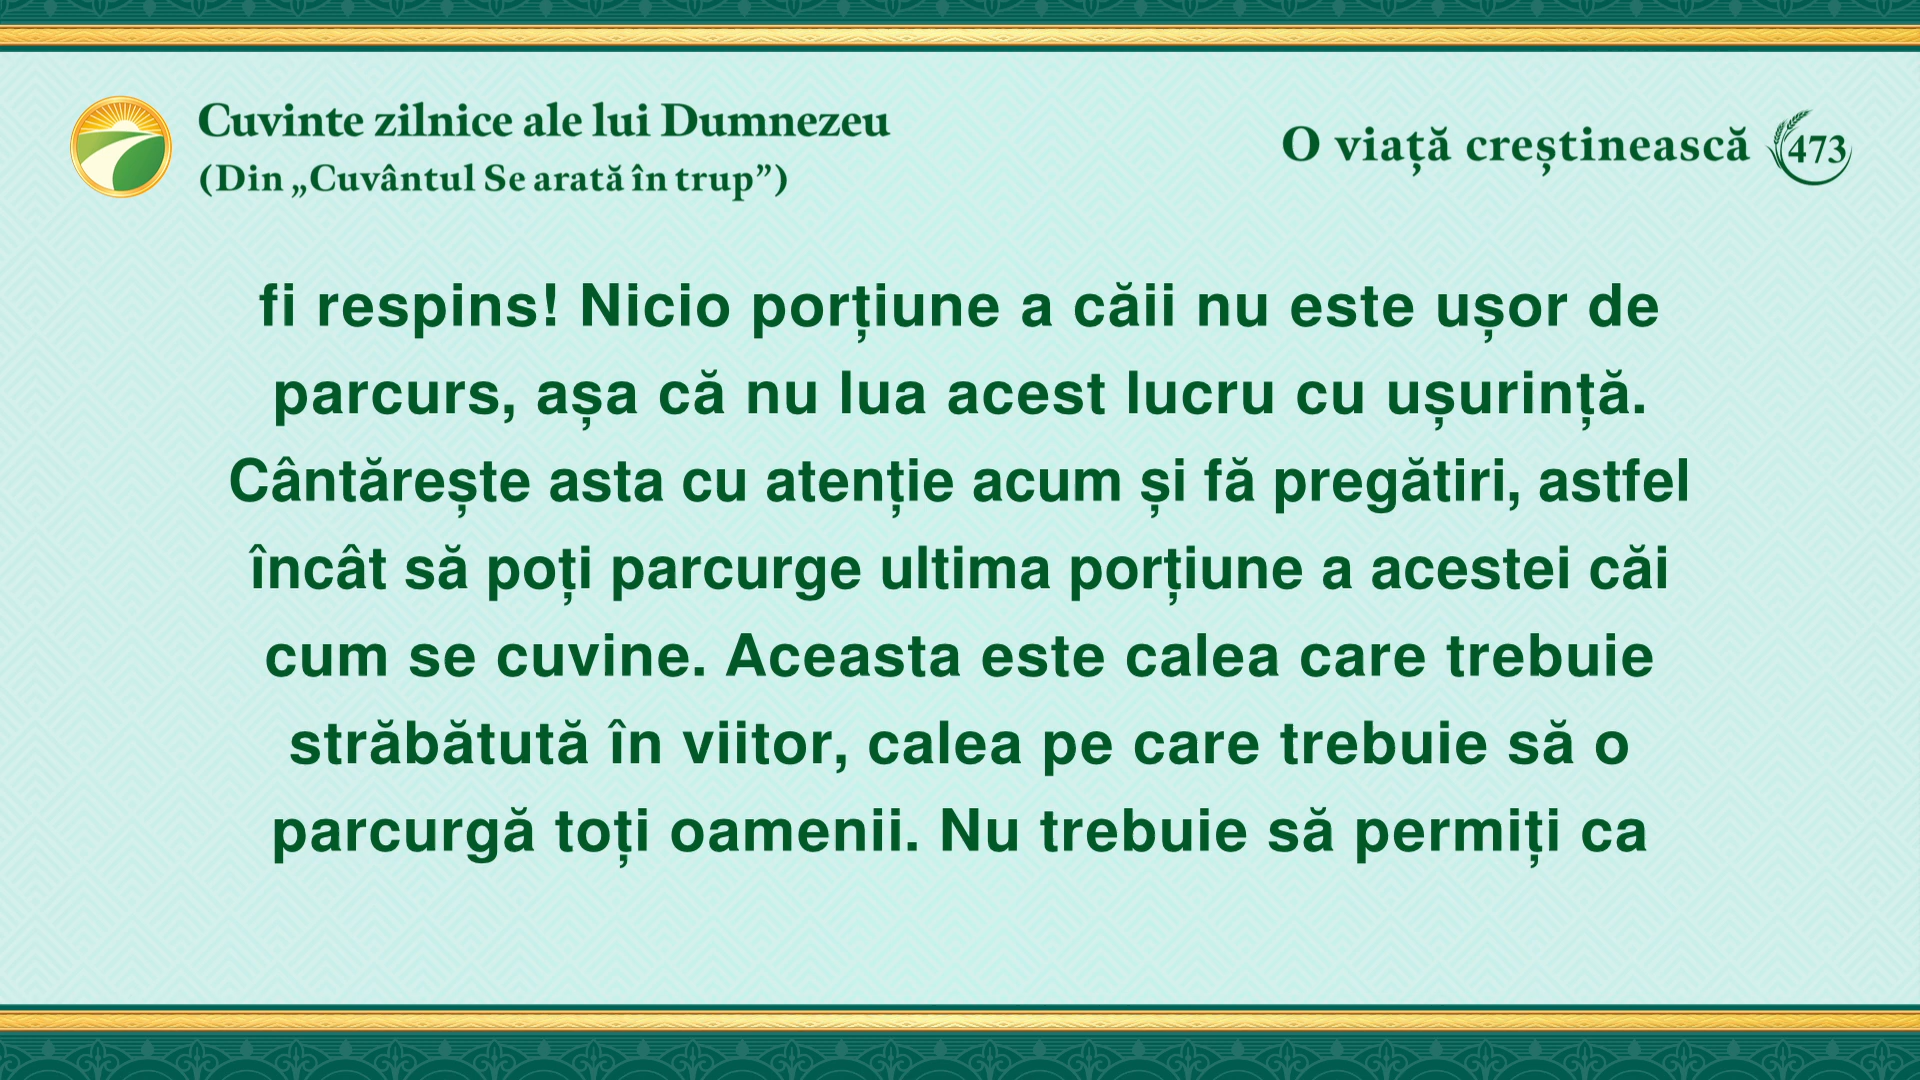 Cuvinte zilnice ale lui Dumnezeu
(Din „Cuvântul Se arată în trup”)
O viață creștinească 473
fi respins! Nicio porțiune a căii nu este ușor de
parcurs, așa că nu lua acest lucru cu ușurință.
Cântărește asta cu atenție acum și fă pregătiri, astfel
încât să poți parcurge ultima porțiune a acestei căi
cum se cuvine. Aceasta este calea care trebuie
străbătută în viitor, calea pe care trebuie să o
parcurgă toți oamenii. Nu trebuie să permiți ca